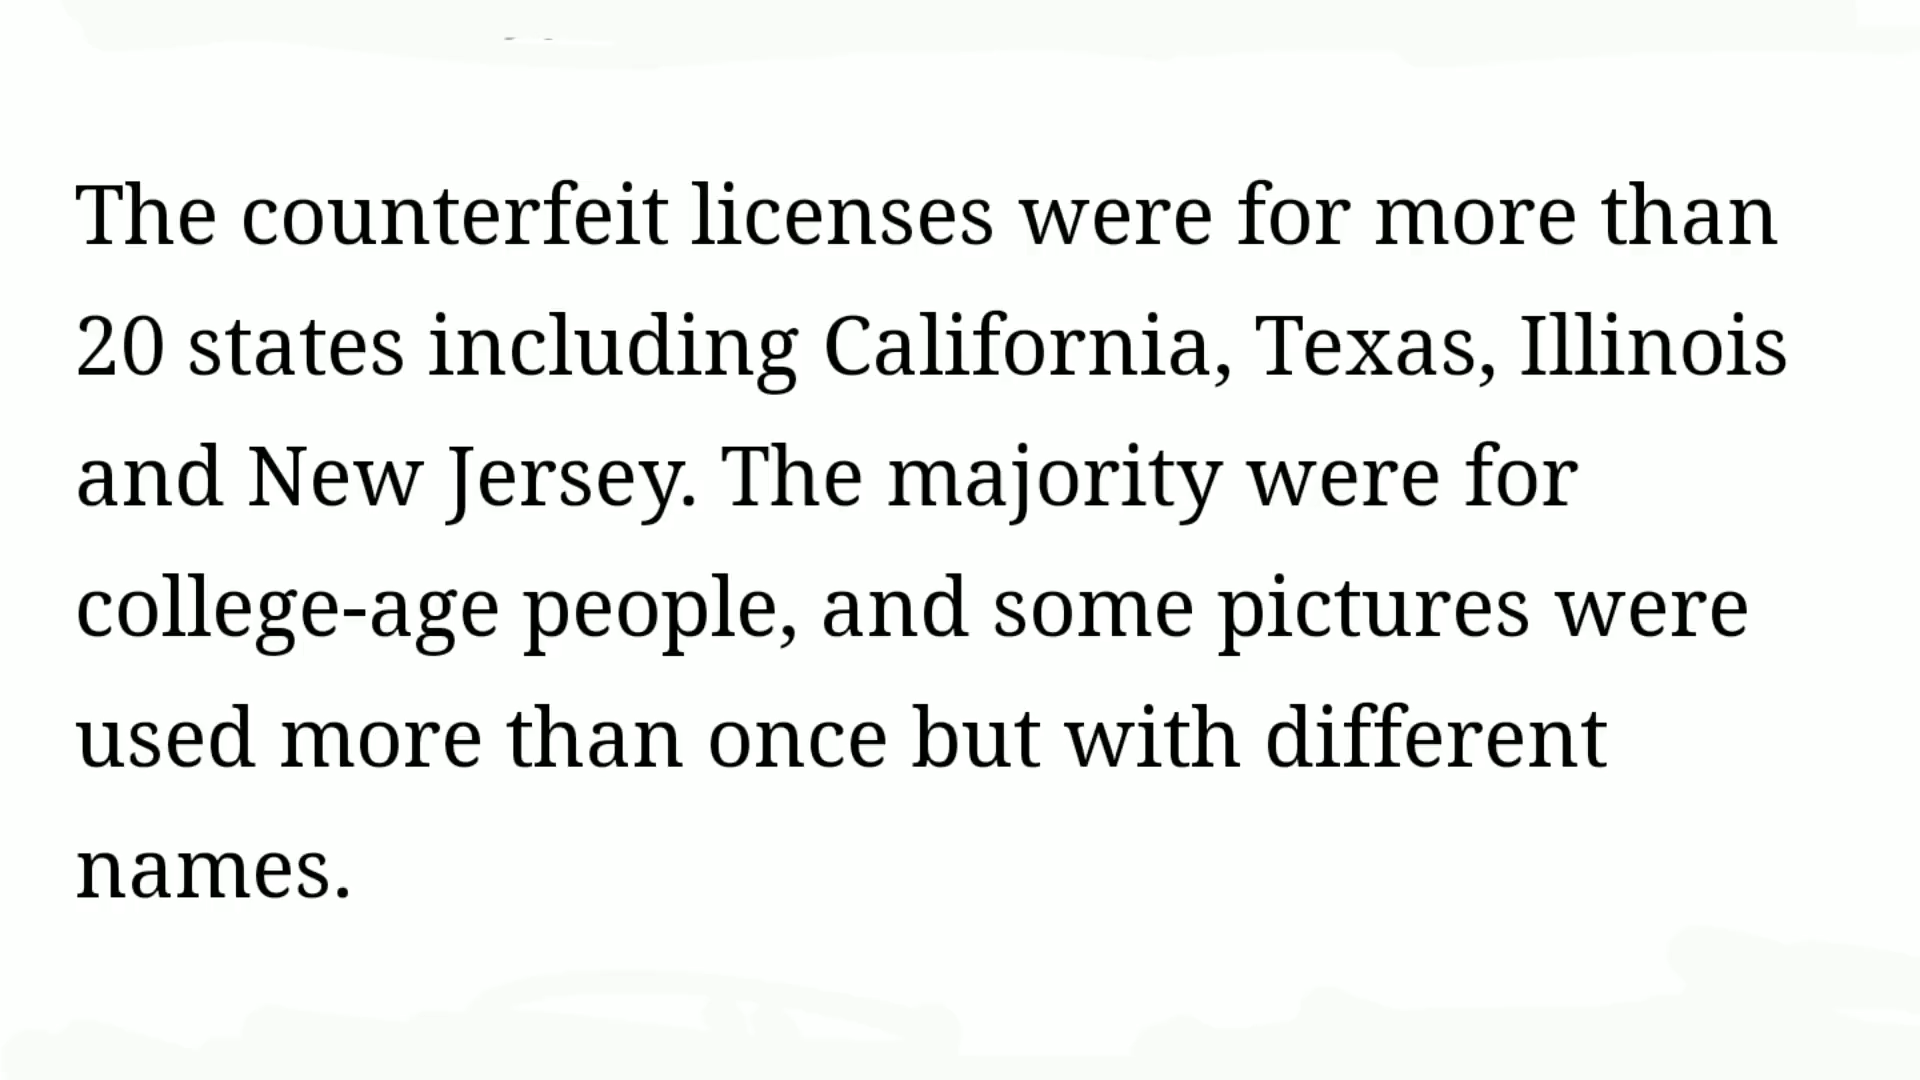 The counterfeit licenses were for more than
20 states including California, Texas, Illinois
and New Jersey. The majority were for
college-age people, and some pictures were
used more than once but with different
names.